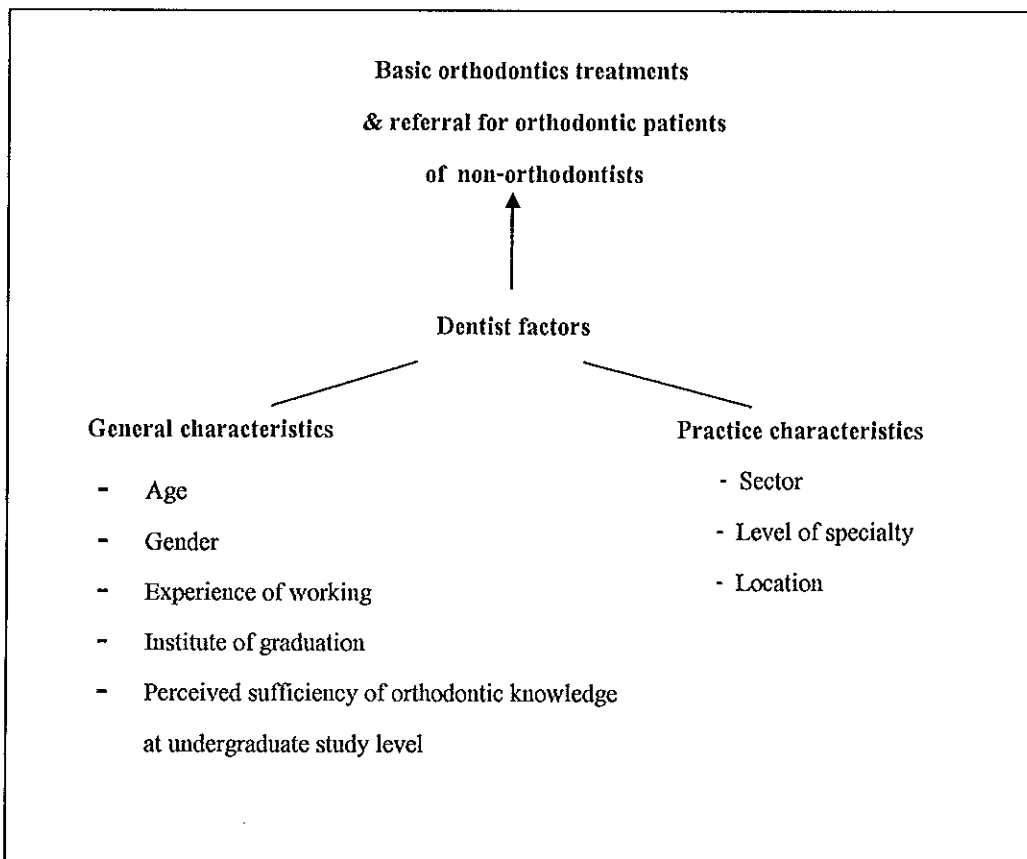 Basic orthodontics treatments
& referral for orthodontic patients
of non-orthodontists
Dentist factors
General characteristics
- Age
- Gender
- Experience of working
- Institute of graduation
- Perceived sufficiency of orthodontic knowledge
at undergraduate study level
Practice characteristics
- Sector
- Level of specialty
- Location